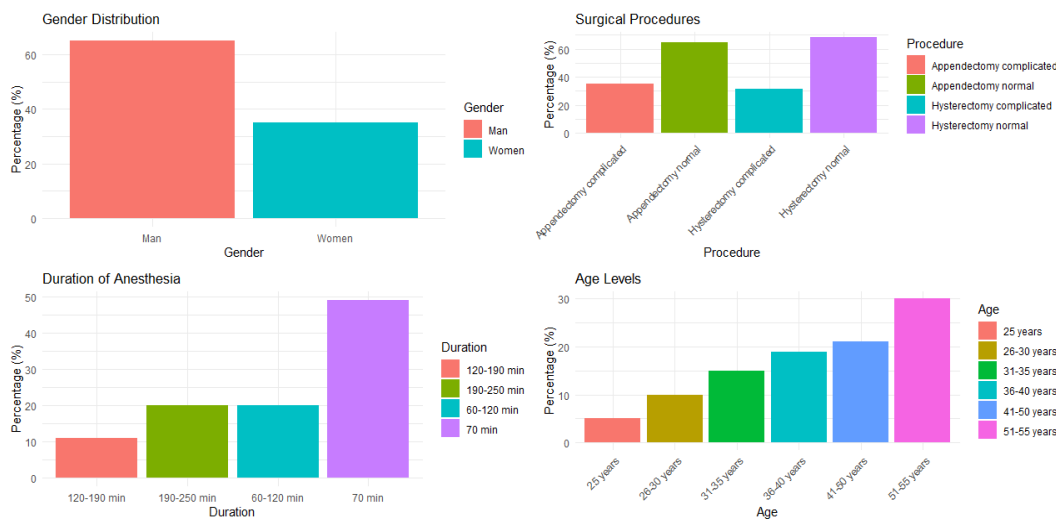 Gender Distribution
Percentage (%)
60
40
20
0
Man
Women
Gender
Gender
Man
Women
Surgical Procedures
Percentage (%)
60
40
20
0
Appendectomy complicated
Appendectomy normal
Hysterectomy complicated
Hysterectomy normal
Procedure
Procedure
Appendectomy complicated
Appendectomy normal
Hysterectomy complicated
Hysterectomy normal
Duration of Anesthesia
Percentage (%)
50
40
30
20
10
0
120-190 min
190-250 min
60-120 min
70 min
Duration
Duration
120-190 min
190-250 min
60-120 min
70 min
Age Levels
Percentage (%)
30
20
10
0
25 years
26-30 years
31-35 years
36-40 years
41-50 years
51-55 years
Age
Age
25 years
26-30 years
31-35 years
36-40 years
41-50 years
51-55 years